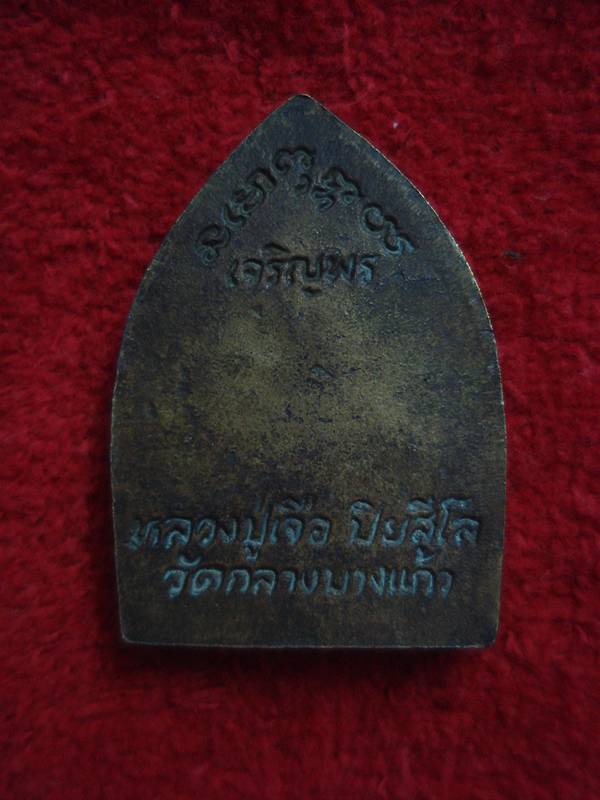 เจริญพร
หลวงปู่เจือ ปิยสีโล
วัดกลางบางแก้ว